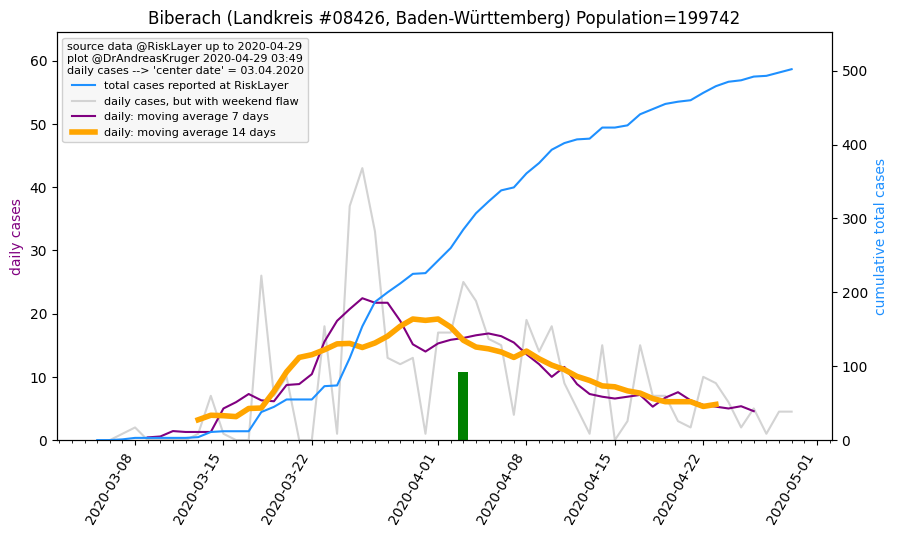 Biberach (Landkreis #08426, Baden-Württemberg) Population=199742
source data @RiskLayer up to 2020-04-29
plot @DrAndreasKruger 2020-04-29 03:49
daily cases --> 'center date' = 03.04.2020
total cases reported at RiskLayer
daily cases, but with weekend flaw
daily: moving average 7 days
daily: moving average 14 days
daily cases
60
50
40
30
20
10
0
cumulative total cases
500
400
300
200
100
0
2020-03-08
2020-03-15
2020-03-22
2020-04-01
2020-04-08
2020-04-15
2020-04-22
2020-05-01